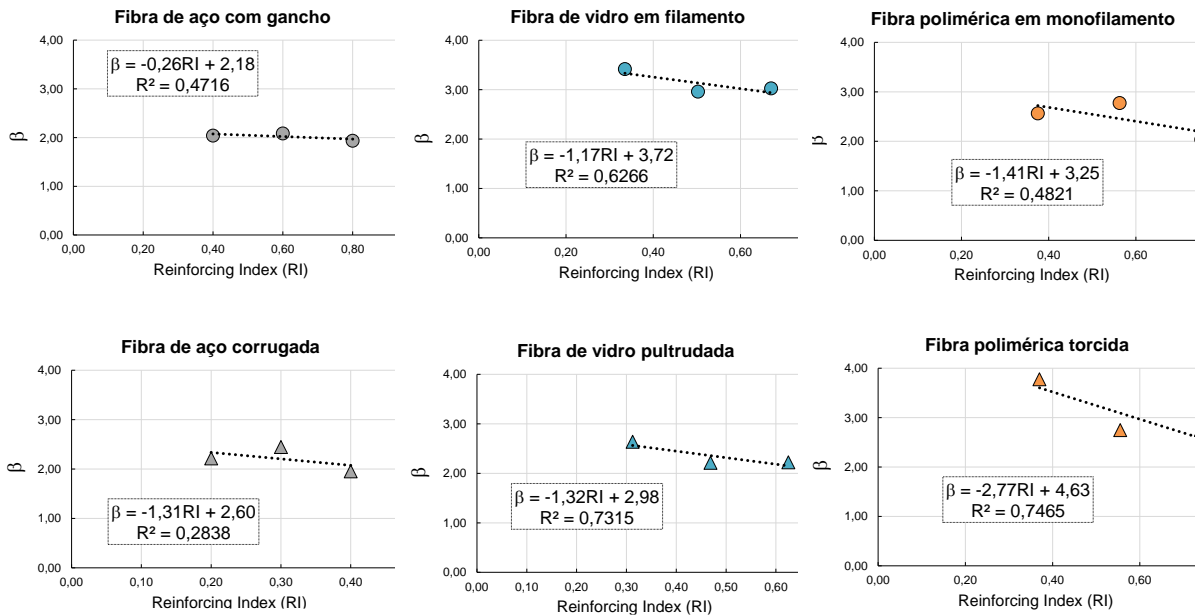 Fibra de aço com gancho
4,00
3,00
2,00
1,00
0,00
β
β = -0,26RI + 2,18
R² = 0,4716
0,00 0,20 0,40 0,60 0,80
Reinforcing Index (RI)
Fibra de vidro em filamento
4,00
3,00
2,00
1,00
0,00
β
β = -1,17RI + 3,72
R² = 0,6266
0,00 0,20 0,40 0,60
Reinforcing Index (RI)
Fibra polimérica em monofilamento
4,00
3,00
2,00
1,00
0,00
β
β = -1,41RI + 3,25
R² = 0,4821
0,00 0,20 0,40 0,60
Reinforcing Index (RI)
Fibra de aço corrugada
4,00
3,00
2,00
1,00
0,00
β
β = -1,31RI + 2,60
R² = 0,2838
0,00 0,10 0,20 0,30 0,40
Reinforcing Index (RI)
Fibra de vidro pultrudada
4,00
3,00
2,00
1,00
0,00
β
β = -1,32RI + 2,98
R² = 0,7315
0,00 0,10 0,20 0,30 0,40 0,50 0,60
Reinforcing Index (RI)
Fibra polimérica torcida
4,00
3,00
2,00
1,00
0,00
β
β = -2,77RI + 4,63
R² = 0,7465
0,00 0,20 0,40 0,60
Reinforcing Index (RI)